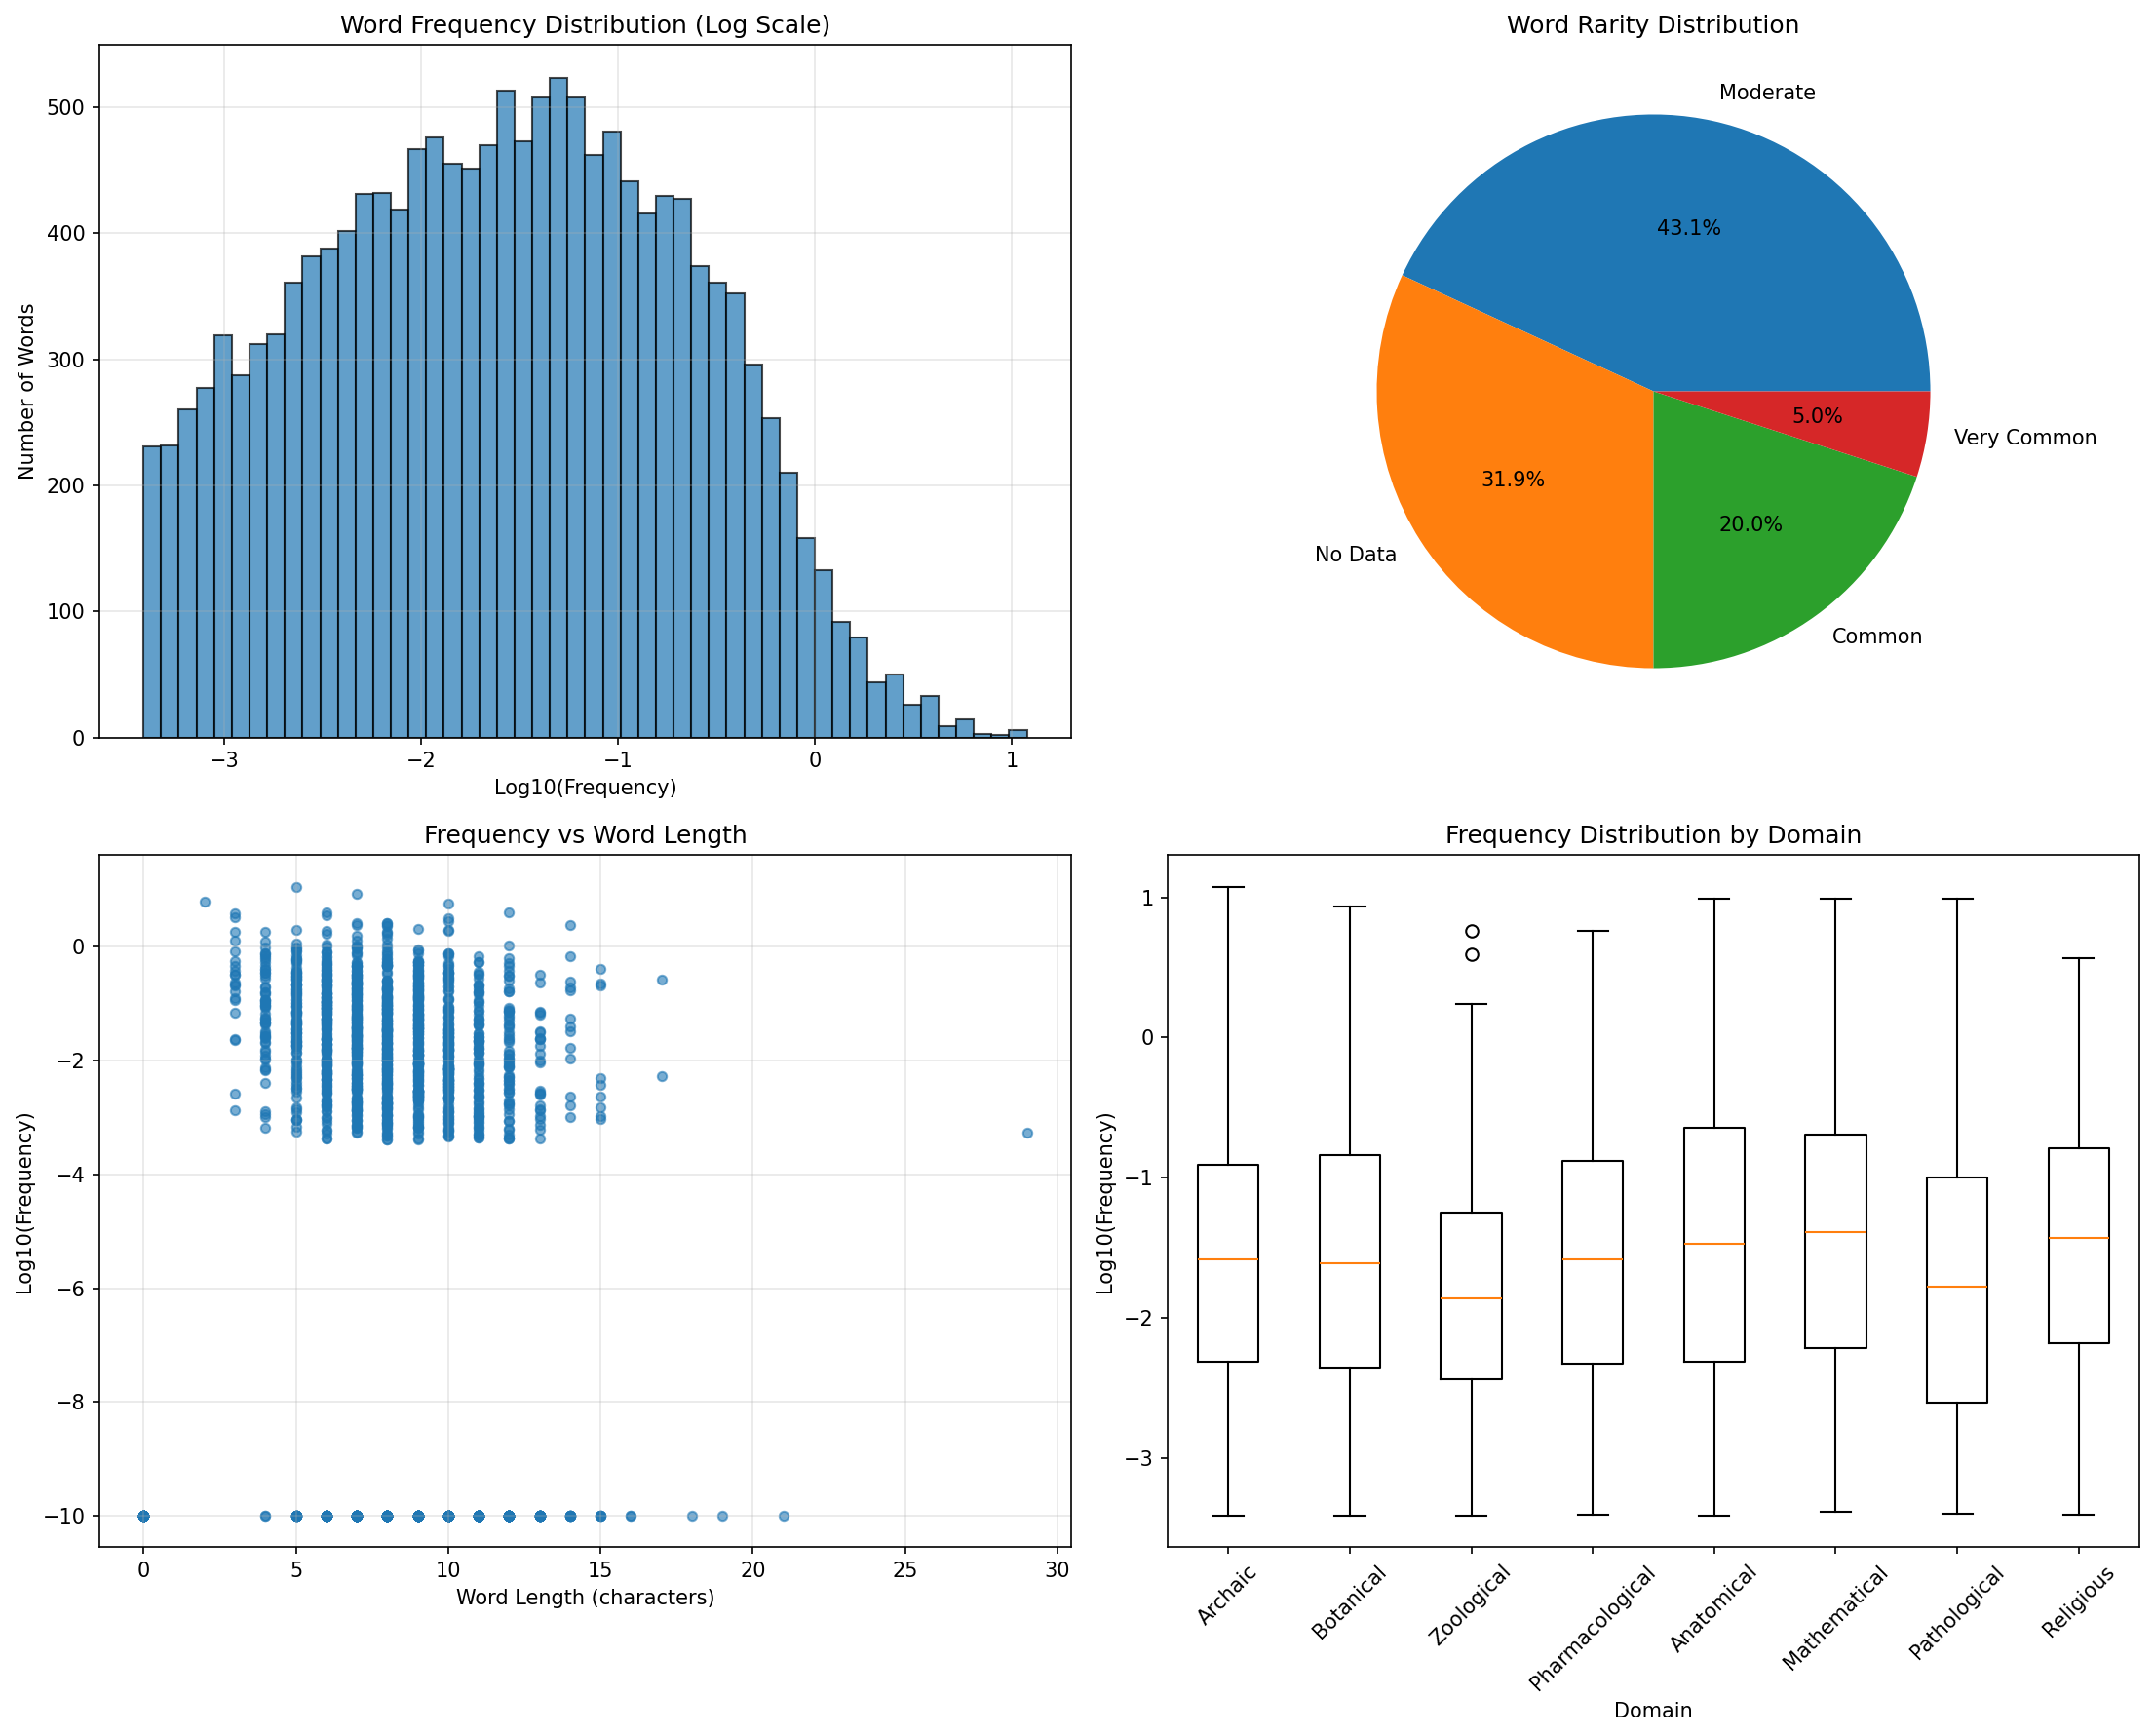 Word Frequency Distribution (Log Scale)
Number of Words
500
400
300
200
100
0
−3 −2 −1 0 1
Log10(Frequency)
Word Rarity Distribution
Moderate
43.1%
31.9%
No Data
20.0%
Common
5.0%
Very Common
Frequency vs Word Length
Log10(Frequency)
0
−2
−4
−6
−8
−10
0 5 10 15 20 25 30
Word Length (characters)
Frequency Distribution by Domain
Log10(Frequency)
1
0
−1
−2
−3
Archaic
Botanical
Zoological
Pharmacological
Anatomical
Mathematical
Pathological
Religious
Domain